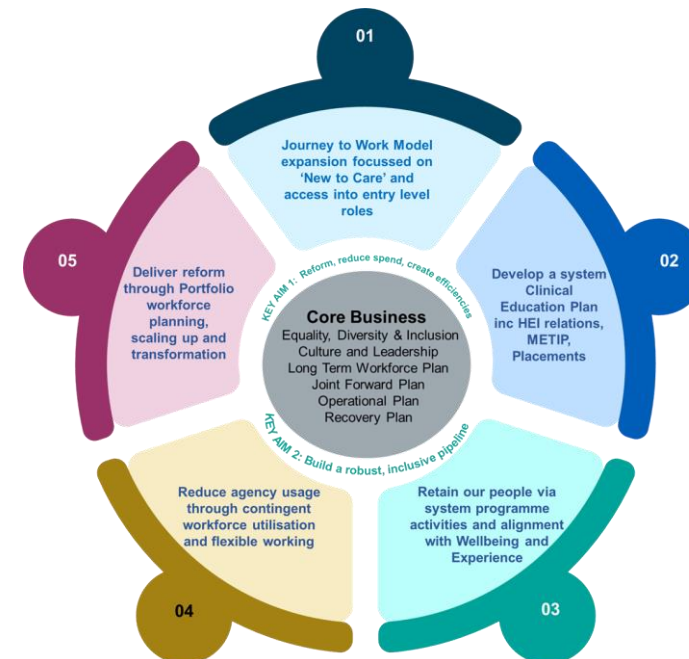 01
Journey to Work Model
expansion focussed on
‘New to Care’ and
access into entry level
roles
02
Develop a system
Clinical
Education Plan
inc HEI relations,
METIP,
Placements
03
Retain our people via
system programme
activities and alignment
with Wellbeing and
Experience
04
Reduce agency usage
through contingent
workforce utilisation
and flexible working
05
Deliver reform
through Portfolio
workforce
planning,
scaling up and
transformation
KEY AIM 1: Reform, reduce spend, create efficiencies
Core Business
Equality, Diversity & Inclusion
Culture and Leadership
Long Term Workforce Plan
Joint Forward Plan
Operational Plan
Recovery Plan
KEY AIM 2: Build a robust, inclusive pipeline